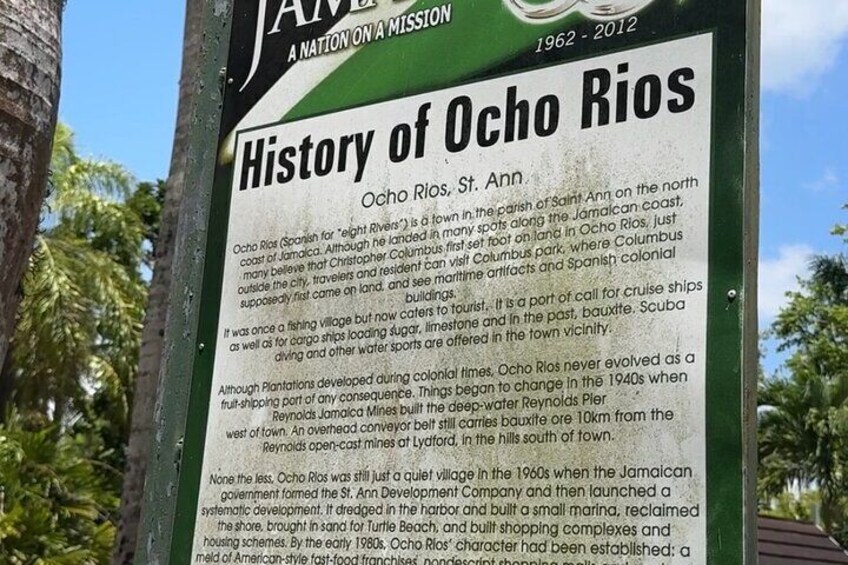 A NATION ON A MISSION
1962 - 2012
History of Ocho Rios
Ocho Rios, St. Ann
Ocho Rios (Spanish for "eight Rivers") is a town in the parish of Saint Ann on the north
coast of Jamaica. Although he landed in many spots along the Jamaican coast,
many believe that Christopher Columbus first set foot on land in Ocho Rios, just
outside the city, travelers and resident can visit Columbus park, where Columbus
supposedly first came on land, and see maritime artifacts and Spanish colonial
buildings.
It was once a fishing village but now caters to tourist, It is a port of call for cruise ships
as well as for cargo ships loading sugar, limestone and in the past, bauxite. Scuba
diving and other water sports are offered in the town vicinity.
Although Plantations developed during colonial times, Ocho Rios never evolved as a
fruit-shipping port of any consequence. Things began to change in the 1940s when
Reynolds Jamaica Mines built the deep-water Reynolds Pier
west of town. An overhead conveyor belt still carries bauxite ore 10km from the
Reynolds open-cast mines at Lydford, in the hills south of town.
None the less, Ocho Rios was still just a quiet village in the 1960s when the Jamaican
government formed the St. Ann Development Company and then launched a
systematic development. It dredged in the harbor and built a small marina, reclaimed
the shore, brought in sand for Turtle Beach, and built shopping complexes and
housing schemes. By the early 1980s, Ocho Rios' character had been established: a
meld of American-style fast-food franchises, nondescript shopping malls